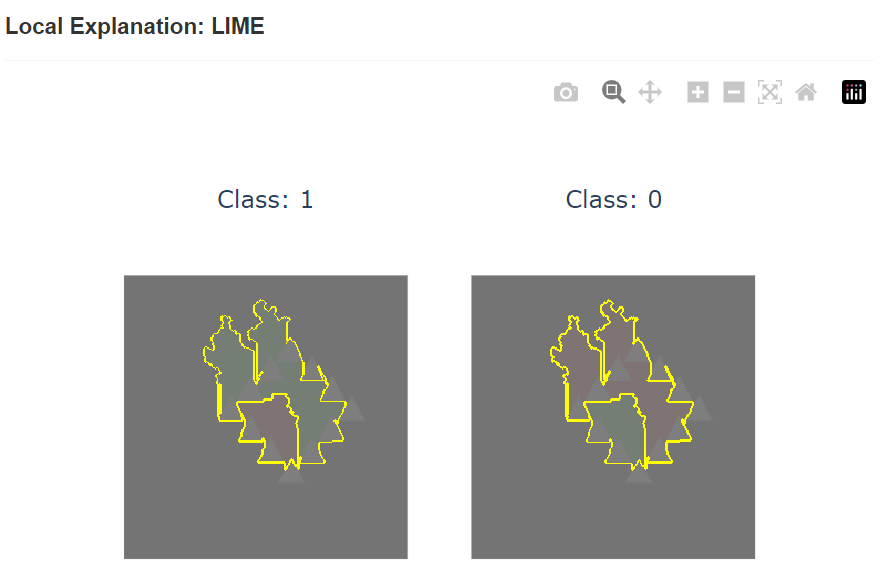 Local Explanation: LIME
Class: 1
Class: 0